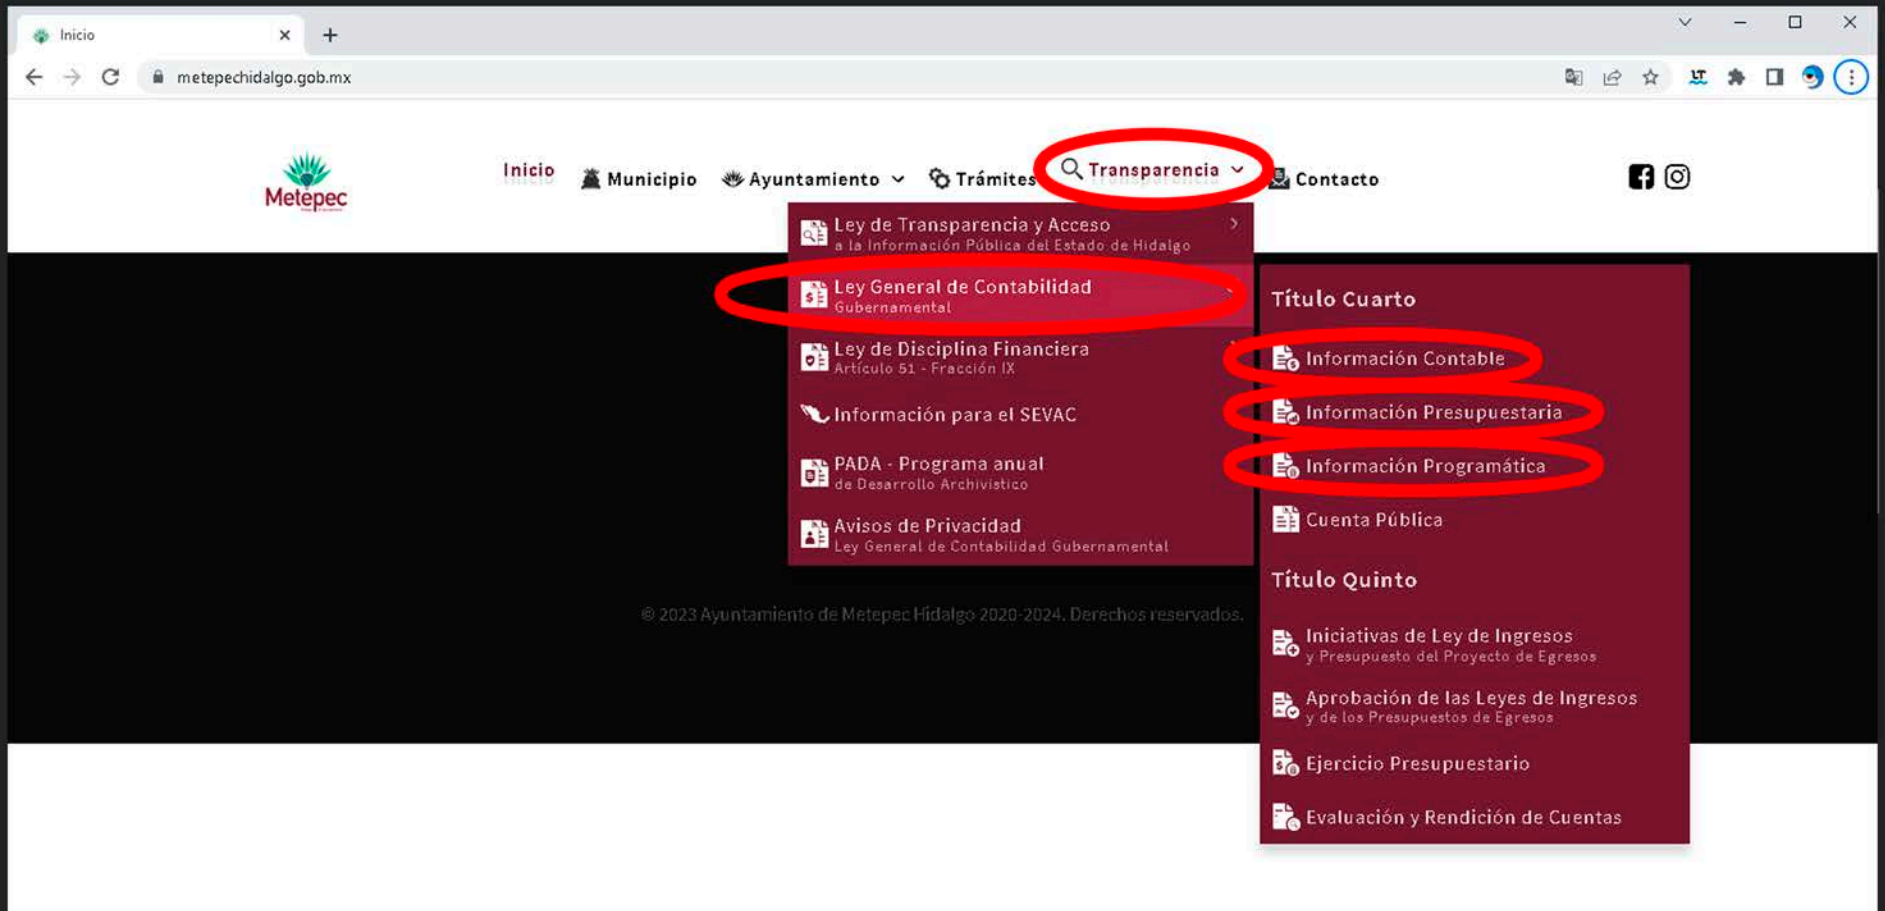 Inicio
metepechidalgo.gob.mx
Metepec
Inicio
Municipio
Ayuntamiento
Trámites
Transparencia
Contacto
Ley de Transparencia y Acceso
a la Información Pública del Estado de Hidalgo
Ley General de Contabilidad
Gubernamental
Ley de Disciplina Financiera
Artículo 51 - Fracción IX
Información para el SEVAC
PADA - Programa anual
de Desarrollo Archivístico
Avisos de Privacidad
Ley General de Contabilidad Gubernamental
Título Cuarto
Información Contable
Información Presupuestaria
Información Programática
Cuenta Pública
Título Quinto
Iniciativas de Ley de Ingresos
y Presupuesto del Proyecto de Egresos
Aprobación de las Leyes de Ingresos
y de los Presupuestos de Egresos
Ejercicio Presupuestario
Evaluación y Rendición de Cuentas
© 2023 Ayuntamiento de Metepec Hidalgo 2020-2024. Derechos reservados.